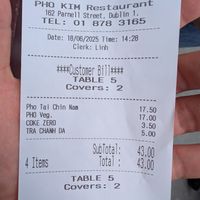 PHO KIM Restaurant
162 Parnell Street, Dublin 1.
TEL: 01 878 3165
Date: 18/06/2025 Time: 14:28
Clerk: Linh
####Customer Bill####
TABLE 5
Covers: 2
Pho Tai Chin Nam 17.50
PHO Veg. 17.00
COKE ZERO 3.50
TRA CHANH DA 5.00
SubTotal: 43.00
4 Items Total : 43.00
TABLE 5
Covers: 2